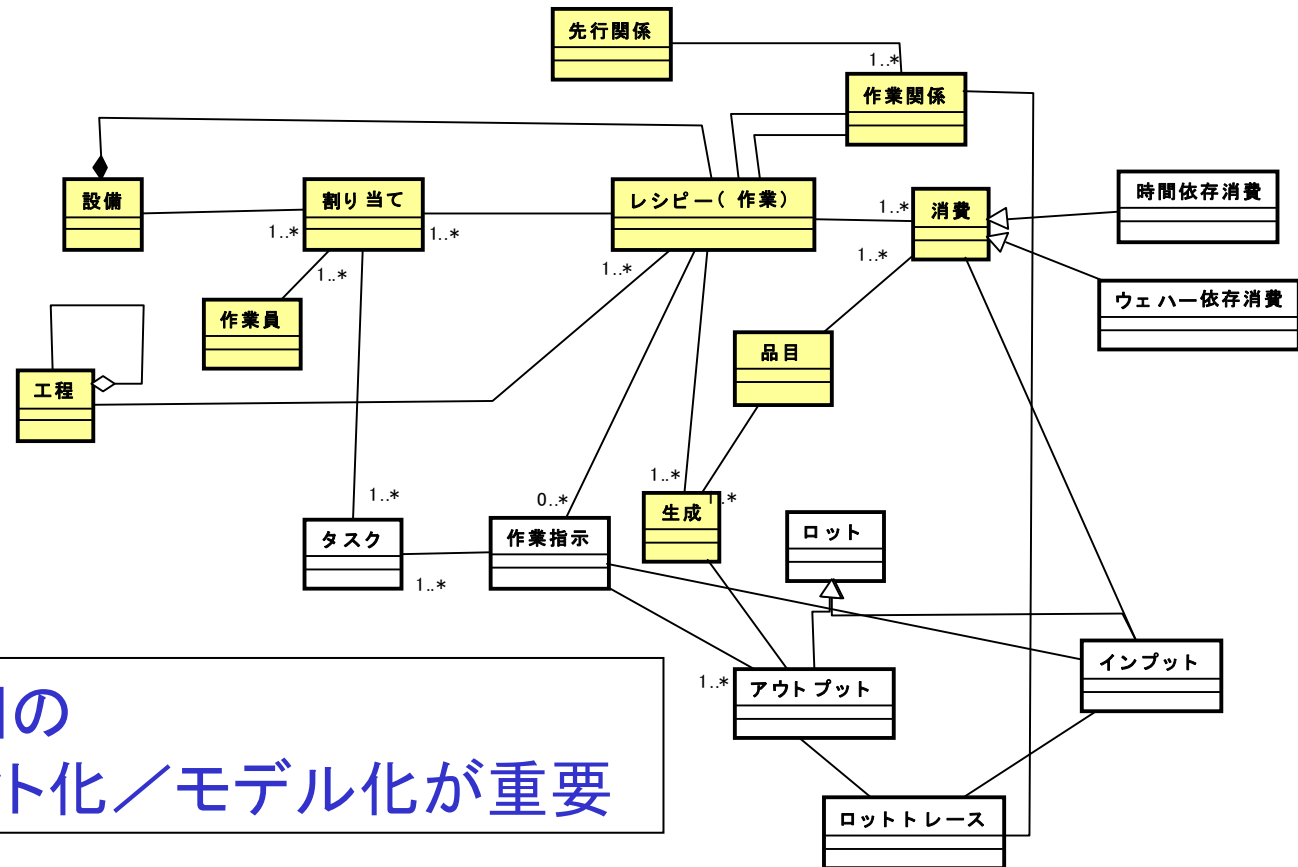 先行関係
1..*
作業関係
設備
割り当て
レシピー(作業)
消費
時間依存消費
1..*
1..*
1..*
1..*
1..*
1..*
ウェハー依存消費
作業員
品目
工程
1..*
1..*
0..*
生成
1..*
タスク
作業指示
ロット
1..*
インプット
1..*
アウトプット
の
ト化/モデル化が重要
ロットトレース